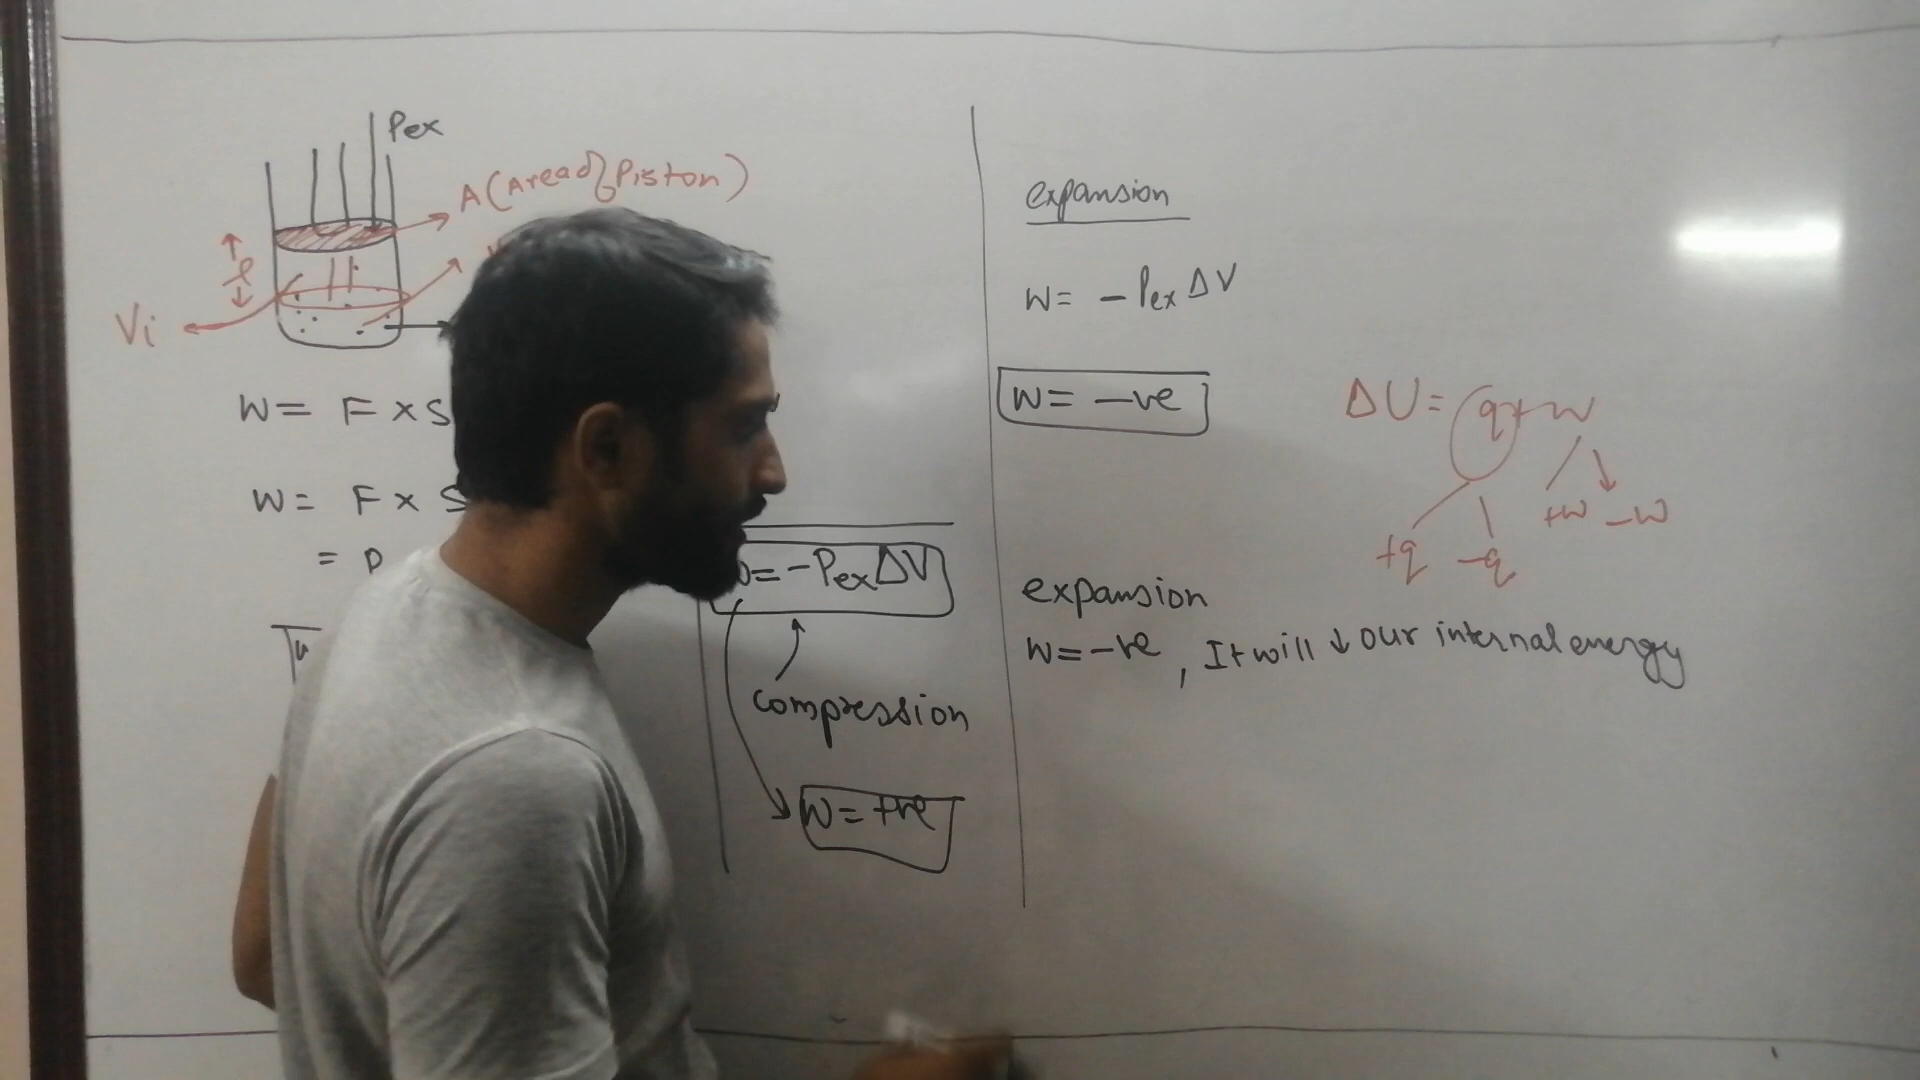 Pex
A (Area of Piston)
l
Vi
W = F × S
W = F × S
= P
= -Pex ΔV
compression
W = +ve
expansion
W = - Pex ΔV
W = -ve
ΔU = q + w
+q -q
+w -w
expansion
W = -ve , It will ↓ our internal energy